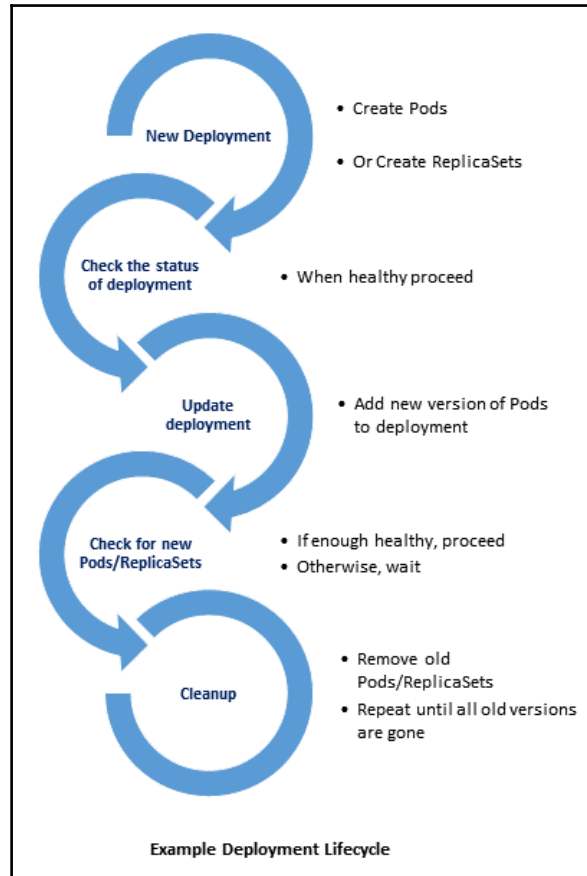 New Deployment
• Create Pods
• Or Create ReplicaSets
Check the status
of deployment
• When healthy proceed
Update
deployment
• Add new version of Pods
to deployment
Check for new
Pods/ReplicaSets
• If enough healthy, proceed
• Otherwise, wait
Cleanup
• Remove old
Pods/ReplicaSets
• Repeat until all old versions
are gone
Example Deployment Lifecycle